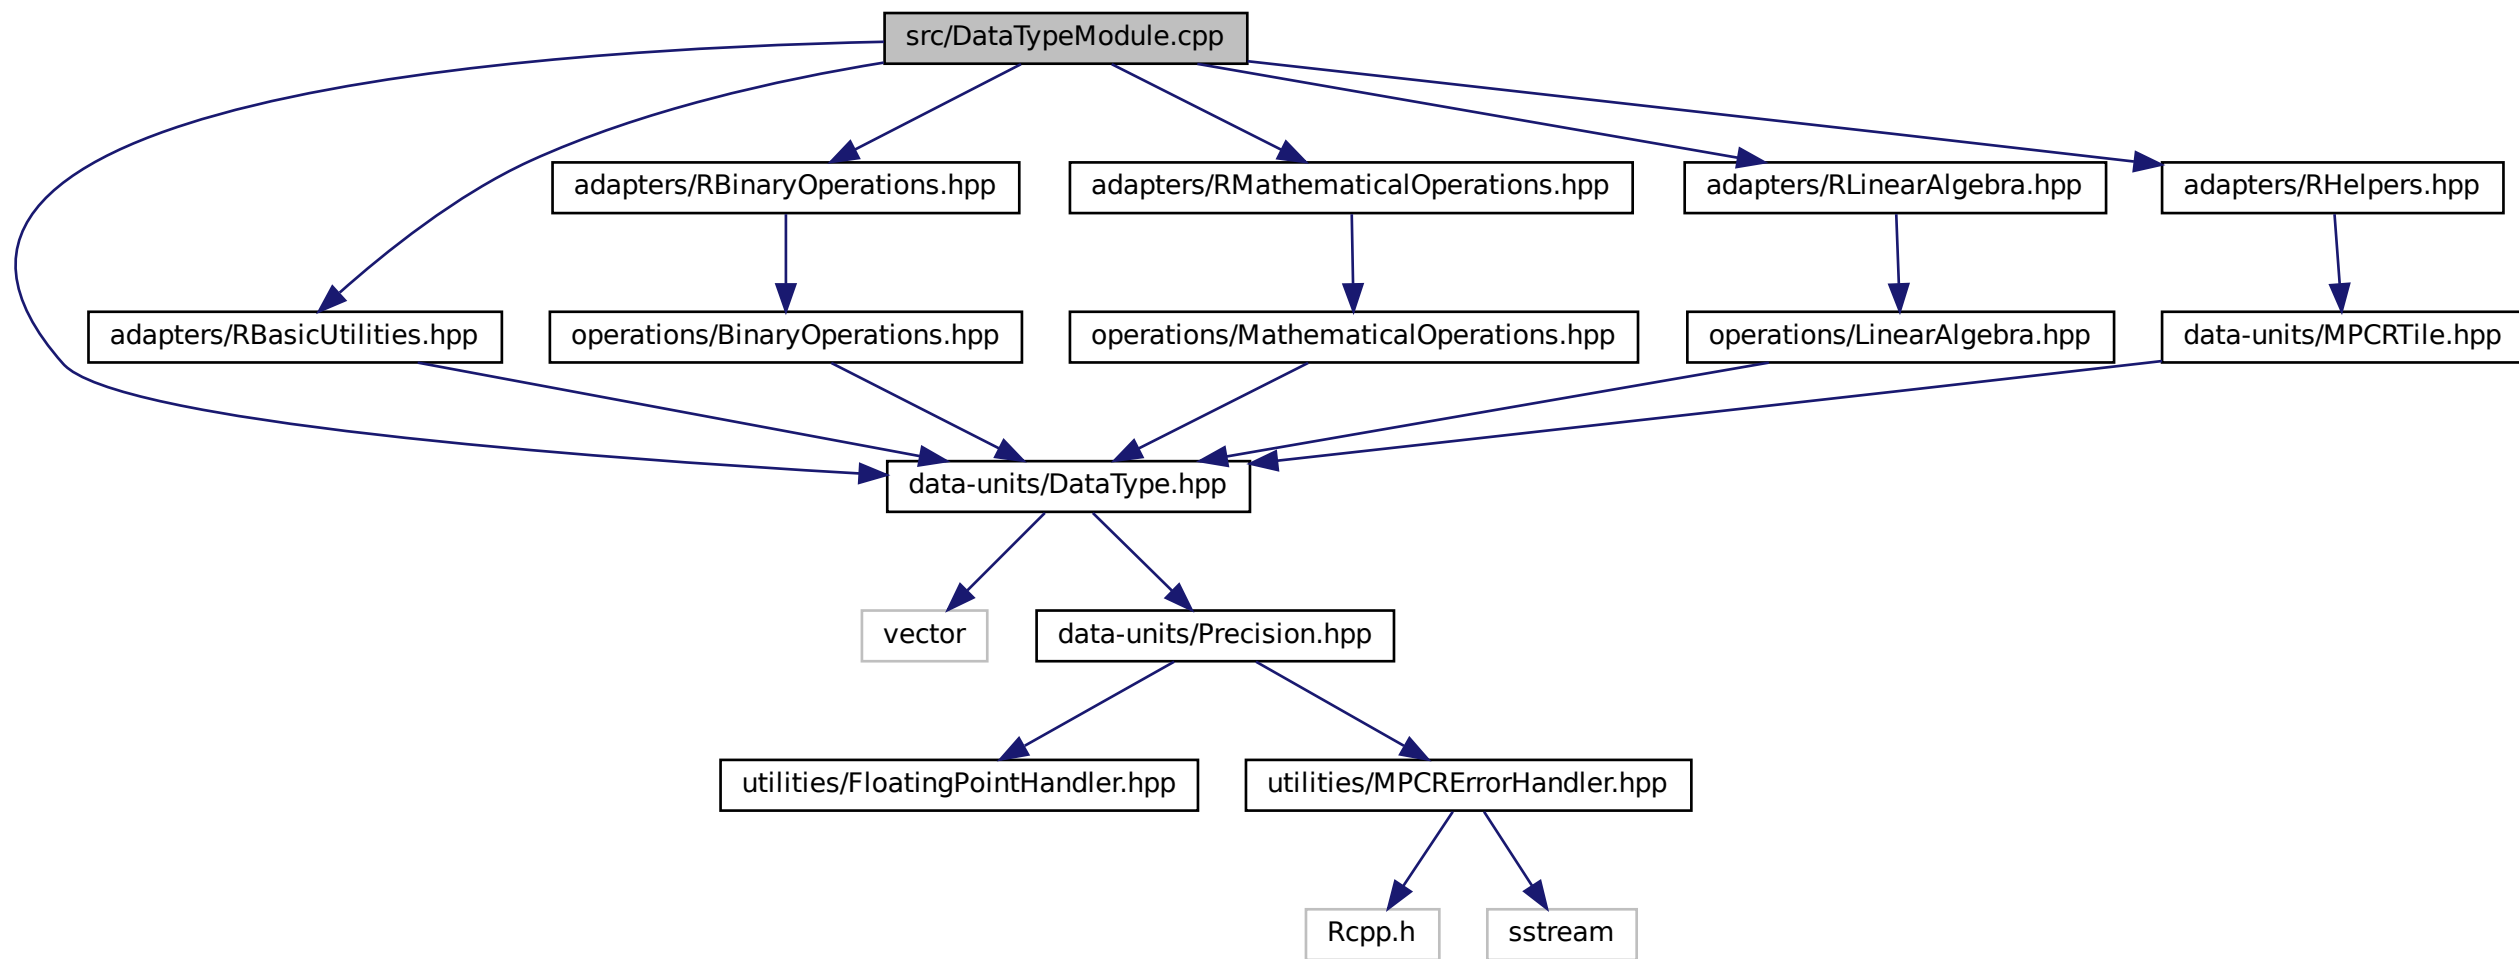 src/DataTypeModule.cpp
adapters/RBinaryOperations.hpp
adapters/RMathematicalOperations.hpp
adapters/RLinearAlgebra.hpp
adapters/RHelpers.hpp
adapters/RBasicUtilities.hpp
operations/BinaryOperations.hpp
operations/MathematicalOperations.hpp
operations/LinearAlgebra.hpp
data-units/MPCRTile.hpp
data-units/DataType.hpp
vector
data-units/Precision.hpp
utilities/FloatingPointHandler.hpp
utilities/MPCRErrorHandler.hpp
Rcpp.h
sstream